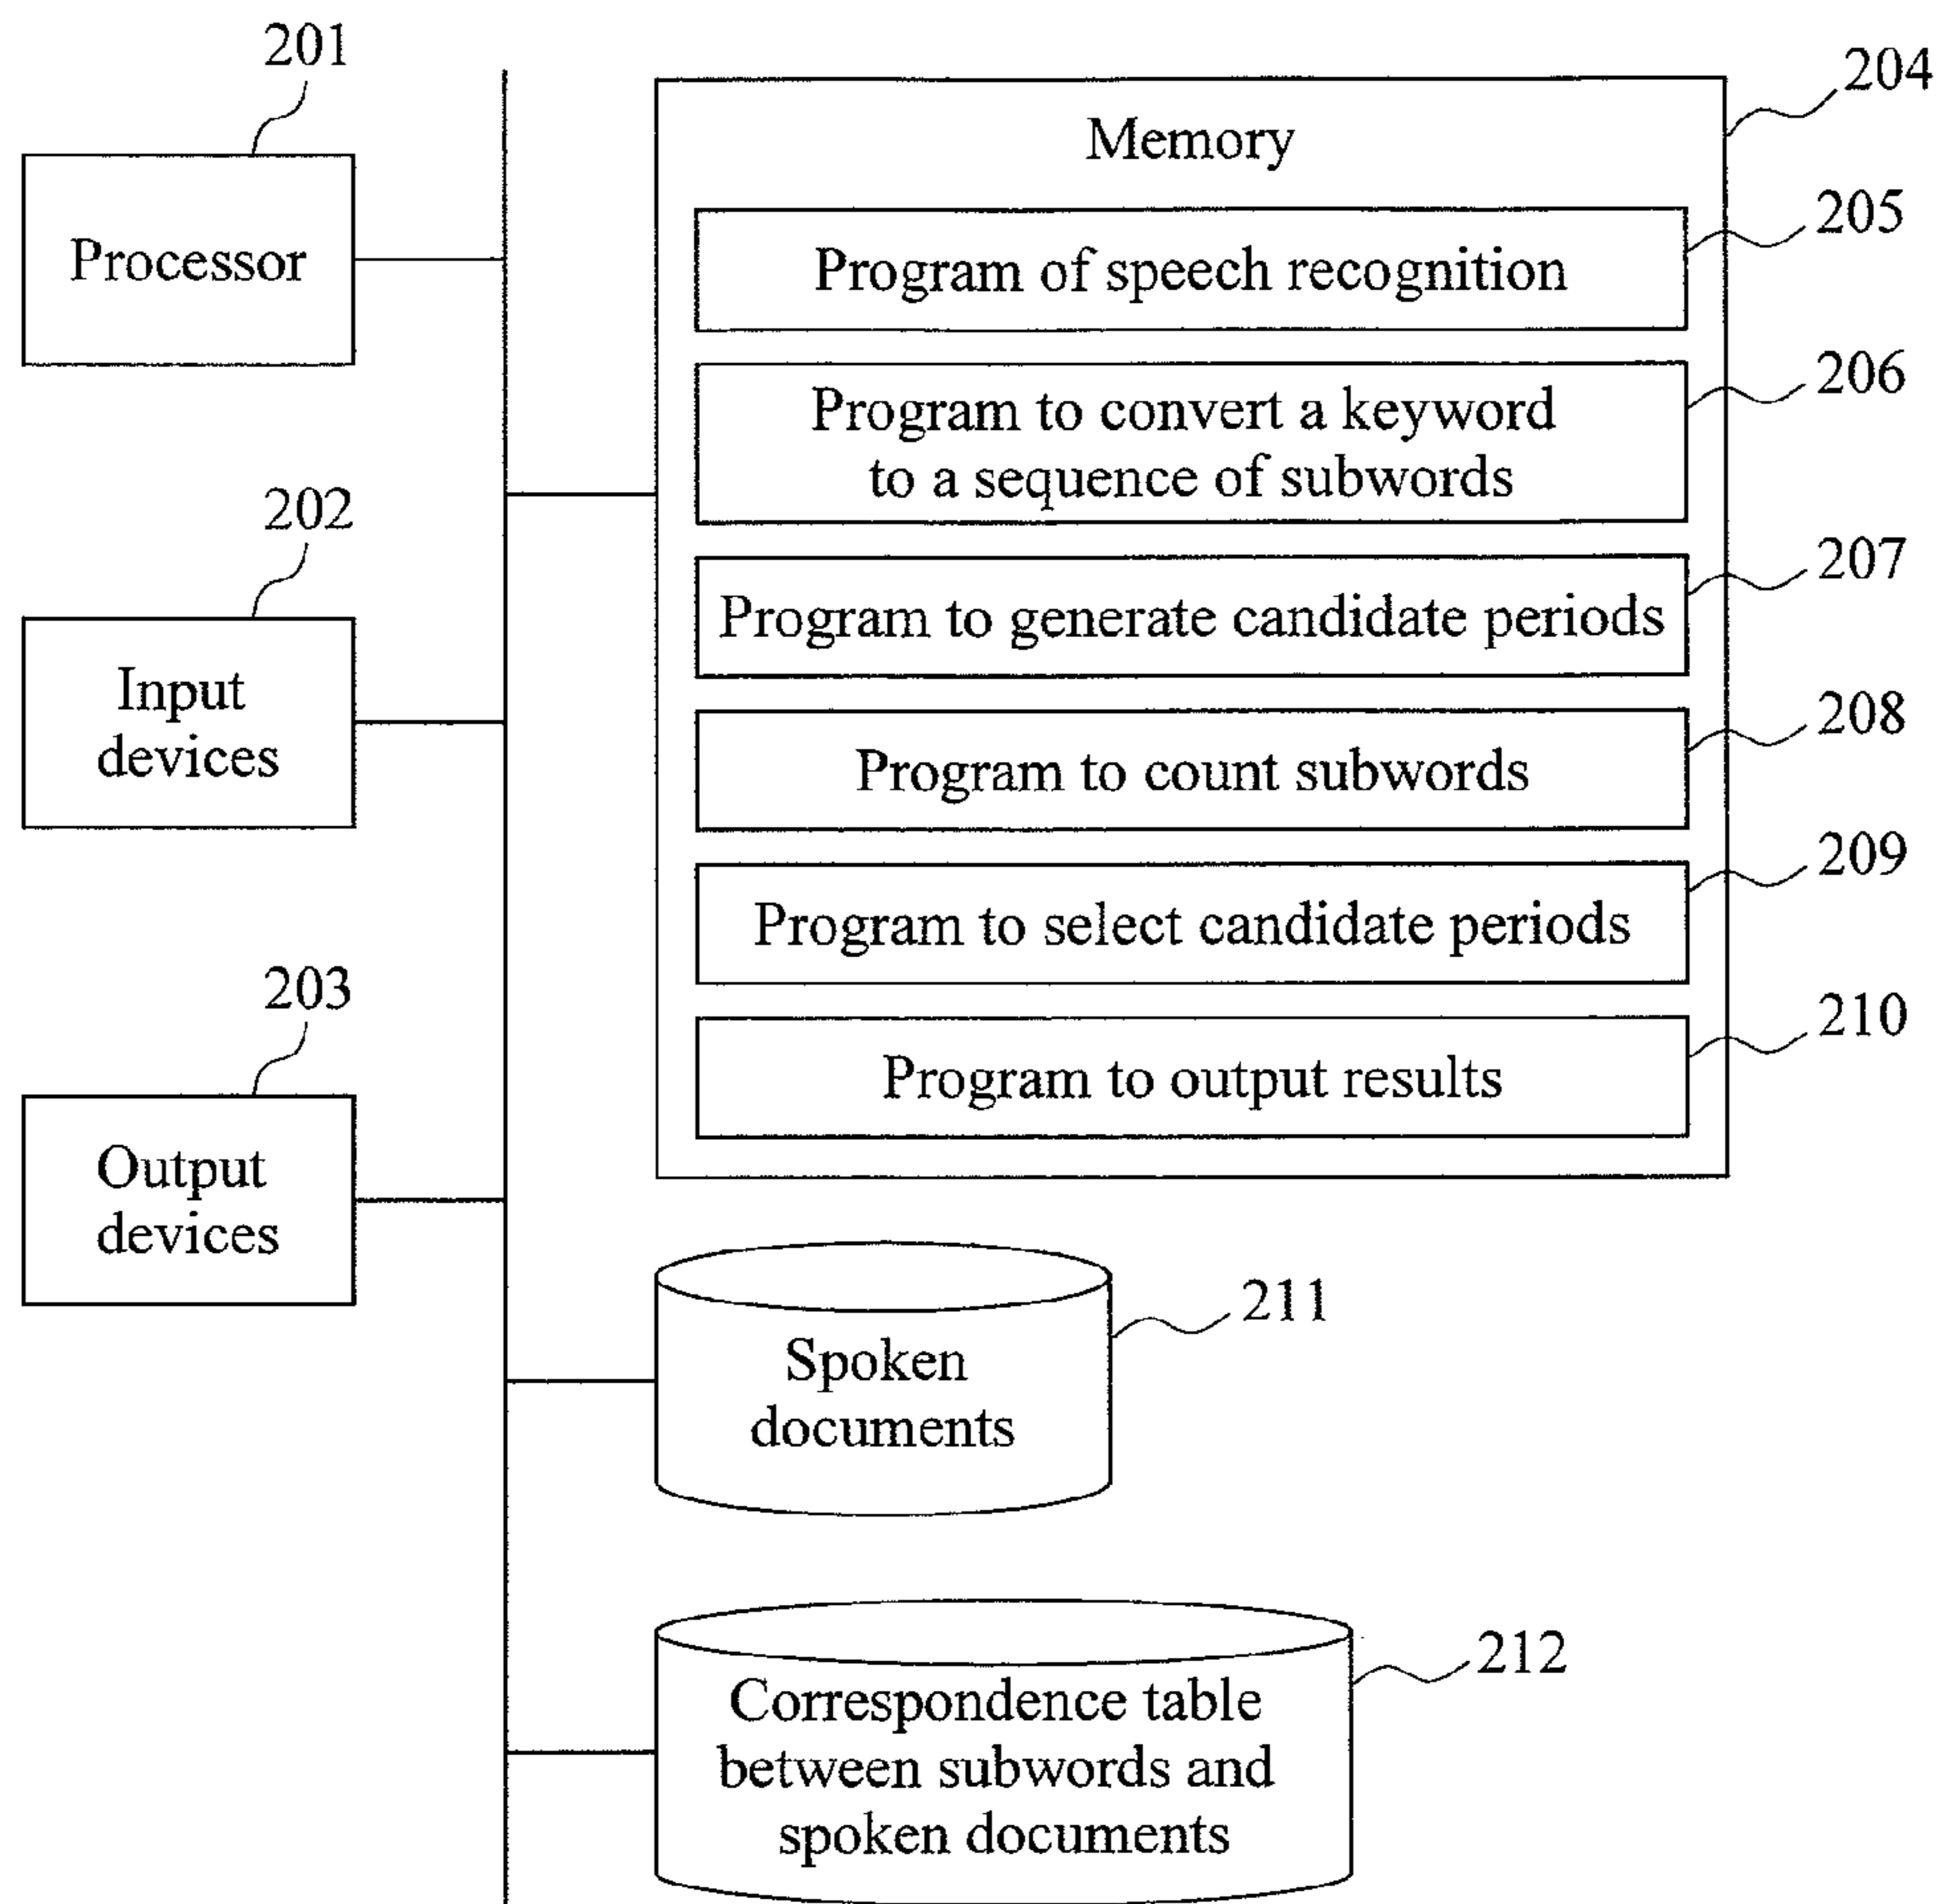 201
Processor
202
Input
devices
203
Output
devices
204
Memory
205
Program of speech recognition
206
Program to convert a keyword
to a sequence of subwords
207
Program to generate candidate periods
208
Program to count subwords
209
Program to select candidate periods
210
Program to output results
211
Spoken
documents
212
Correspondence table
between subwords and
spoken documents